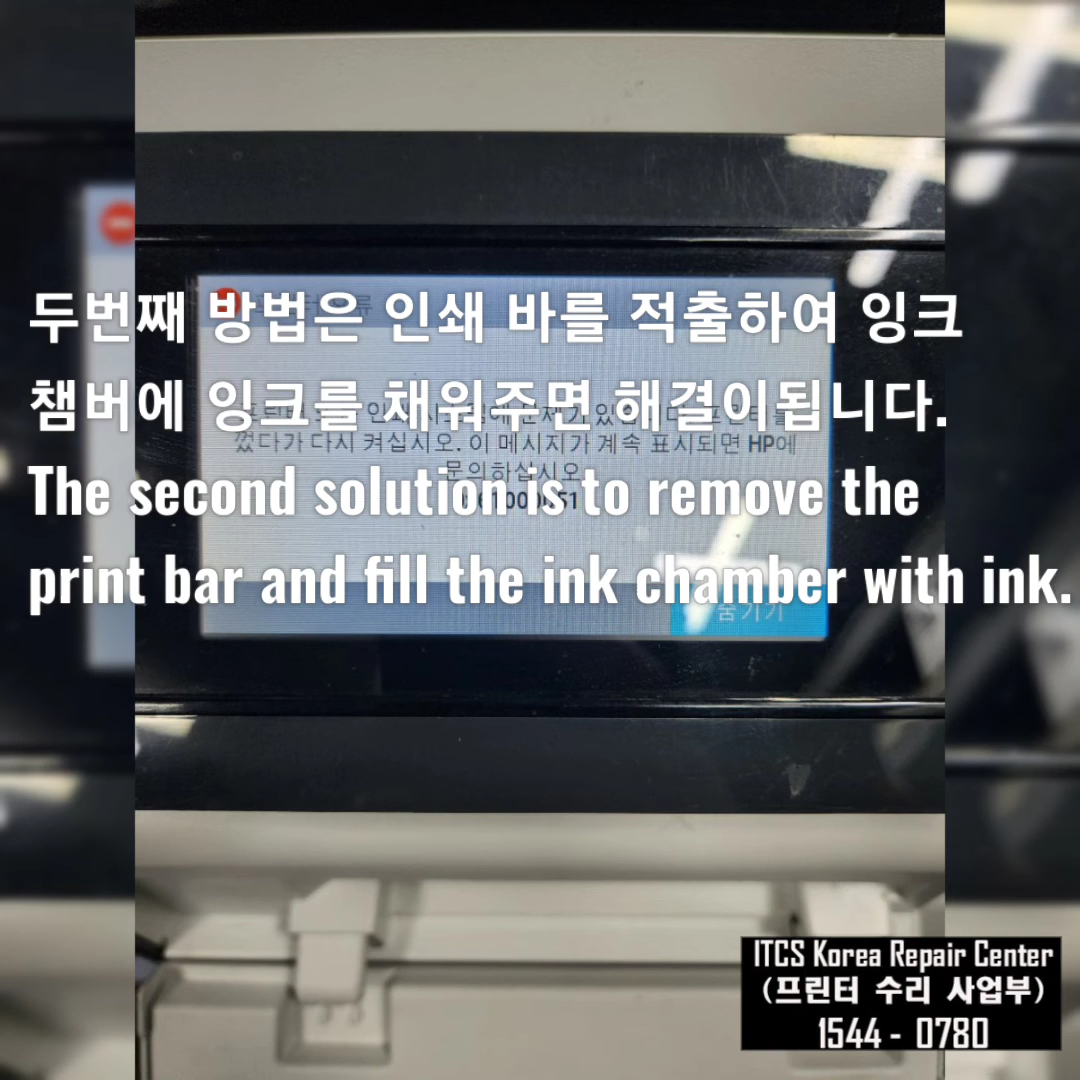 두번째 방법은 인쇄 바를 적출하여 잉크
챔버에 잉크를 채워주면 해결이됩니다.
껐다가 다시 켜십시오. 이 메시지가 계속 표시되면 HP에
문의하십시오.
The second solution is to remove the
print bar and fill the ink chamber with ink.
숨기기
ITCS Korea Repair Center
(프린터 수리 사업부)
1544 - 0780